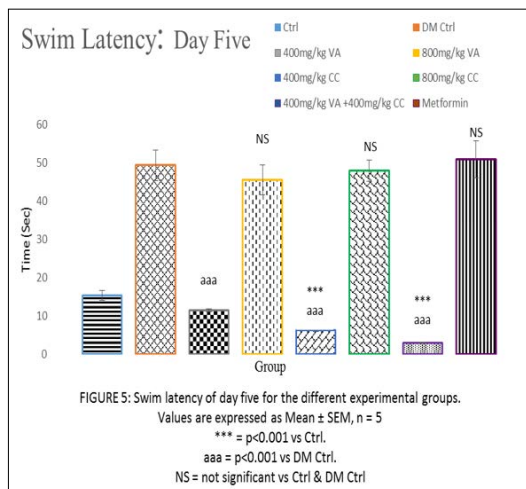 Swim Latency: Day Five
Ctrl
DM Ctrl
400mg/kg VA
800mg/kg VA
400mg/kg CC
800mg/kg CC
400mg/kg VA +400mg/kg CC
Metformin
60
50
40
30
20
10
0
Time (Sec)
NS
NS
NS
aaa
***
aaa
***
aaa
Group
FIGURE 5: Swim latency of day five for the different experimental groups.
Values are expressed as Mean ± SEM, n = 5
*** = p<0.001 vs Ctrl.
aaa = p<0.001 vs DM Ctrl.
NS = not significant vs Ctrl & DM Ctrl